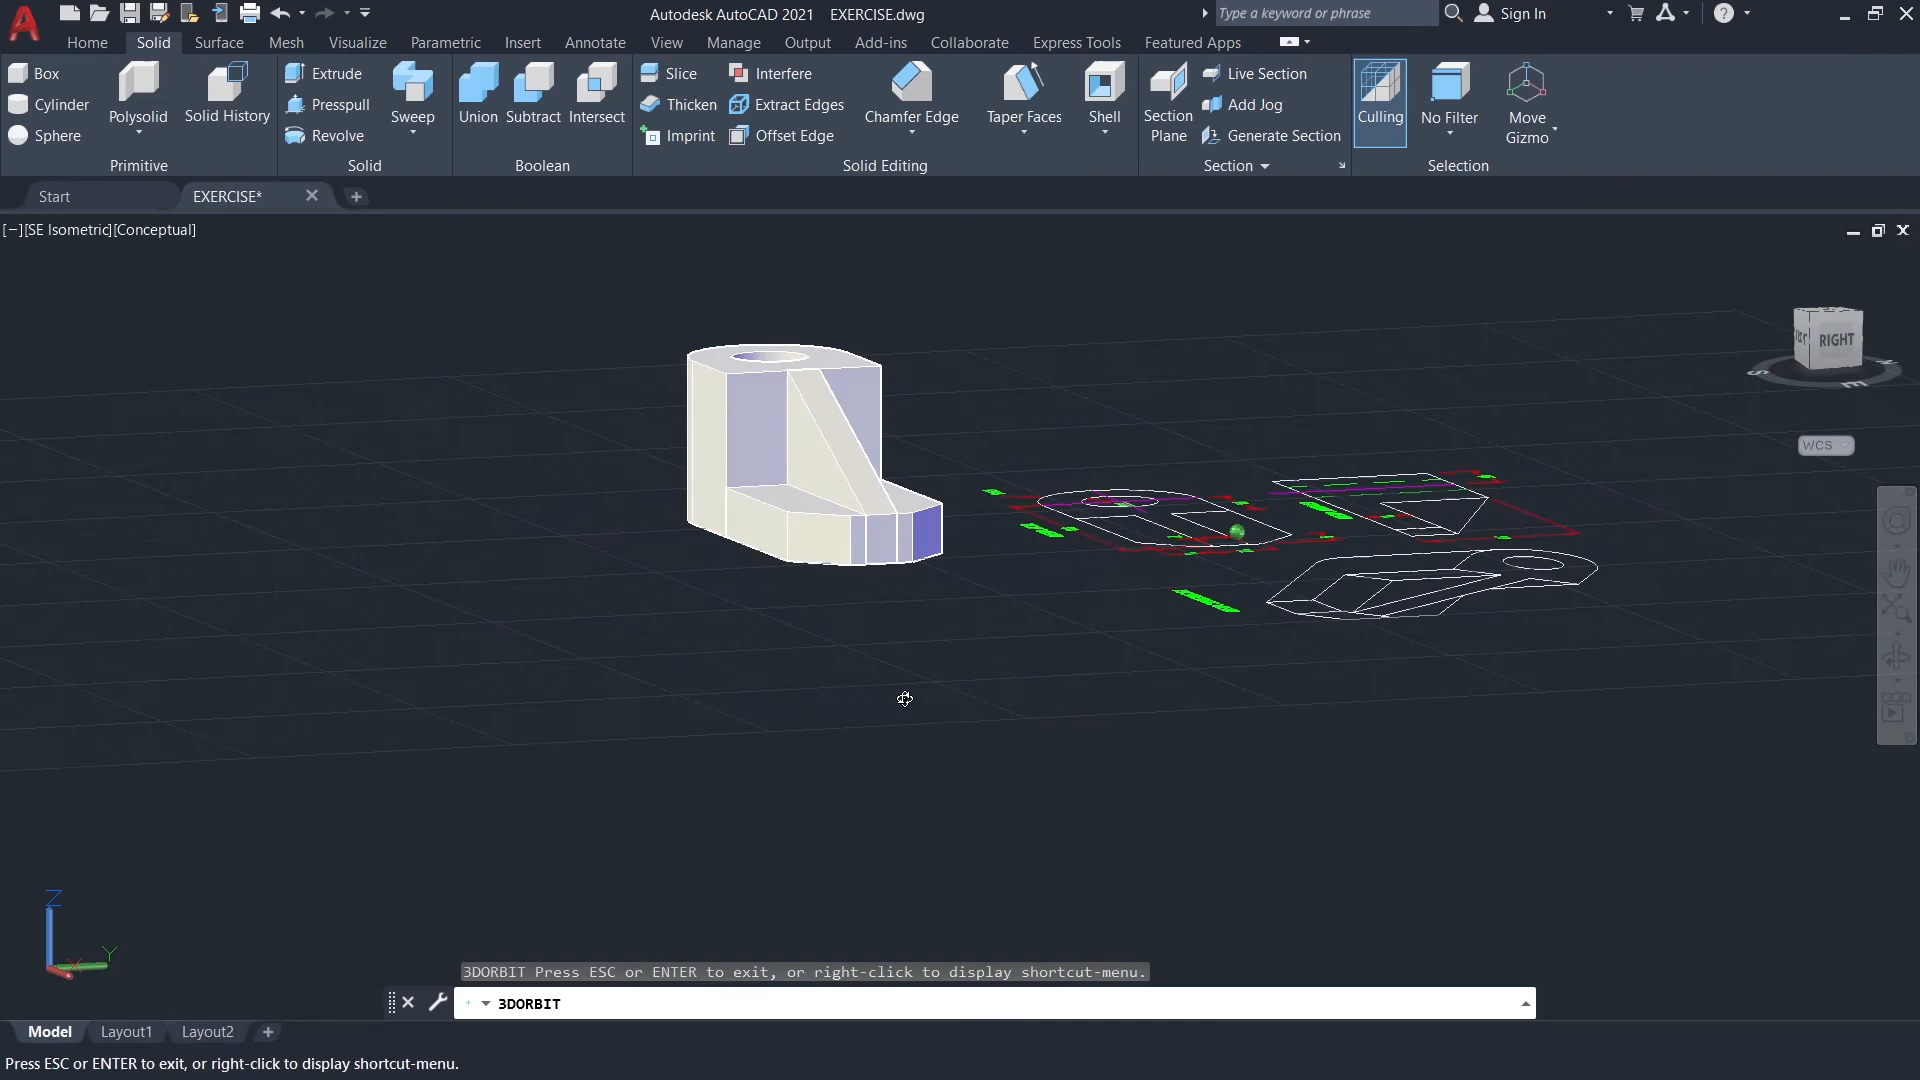 Autodesk AutoCAD 2021 EXERCISE.dwg
Type a keyword or phrase
Sign In
Home Solid Surface Mesh Visualize Parametric Insert Annotate View Manage Output Add-ins Collaborate Express Tools Featured Apps
Box
Cylinder
Sphere
Polysolid
Solid History
Primitive
Extrude
Presspull
Revolve
Sweep
Solid
Union
Subtract
Intersect
Boolean
Slice
Thicken
Imprint
Interfere
Extract Edges
Offset Edge
Chamfer Edge
Taper Faces
Shell
Solid Editing
Section
Plane
Live Section
Add Jog
Generate Section
Section
Culling
No Filter
Move
Gizmo
Selection
Start
EXERCISE*
[−][SE Isometric][Conceptual]
RIGHT
S
E
WCS
Z
Y
X
3DORBIT Press ESC or ENTER to exit, or right-click to display shortcut-menu.
3DORBIT
Model Layout1 Layout2
Press ESC or ENTER to exit, or right-click to display shortcut-menu.